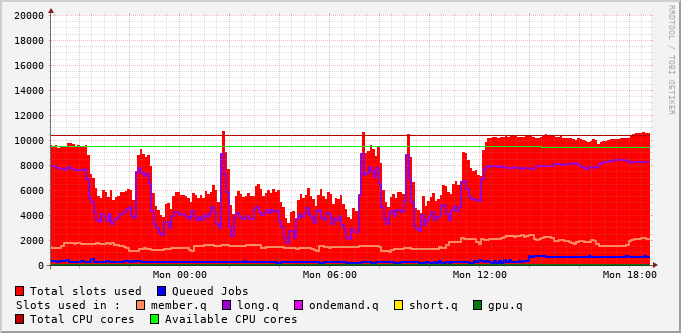 RRDTOOL / TOBI OETIKER
20000
18000
16000
14000
12000
10000
8000
6000
4000
2000
0
Mon 00:00 Mon 06:00 Mon 12:00 Mon 18:00
Total slots used Queued Jobs
Slots used in : member.q long.q ondemand.q short.q gpu.q
Total CPU cores Available CPU cores